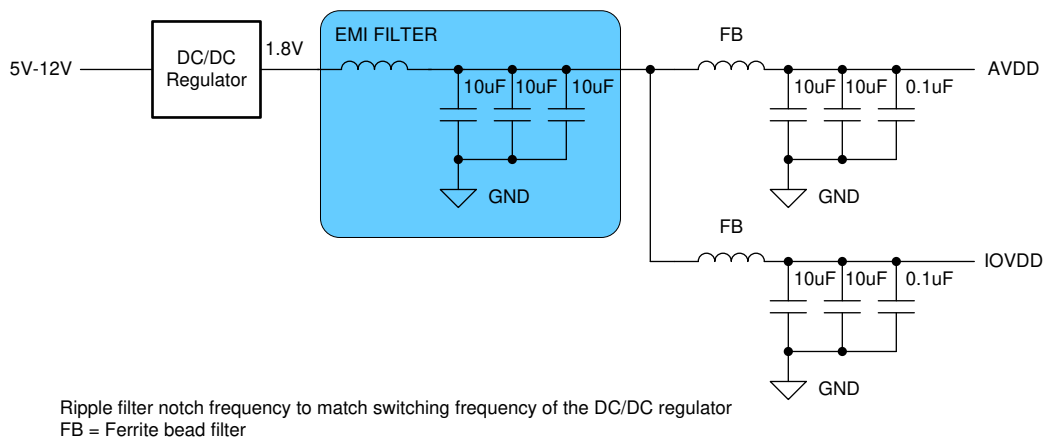 5V-12V
DC/DC
Regulator
1.8V
EMI FILTER
10uF 10uF 10uF
GND
FB
10uF 10uF 0.1uF
AVDD
GND
FB
10uF 10uF 0.1uF
IOVDD
GND
Ripple filter notch frequency to match switching frequency of the DC/DC regulator
FB = Ferrite bead filter